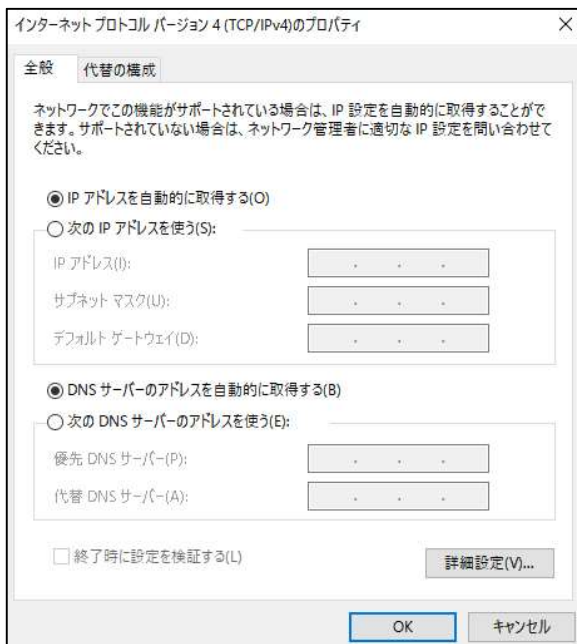 インターネット プロトコル バージョン 4 (TCP/IPv4)のプロパティ
全般
代替の構成
ネットワークでこの機能がサポートされている場合は、IP 設定を自動的に取得することがで
きます。サポートされていない場合は、ネットワーク管理者に適切な IP 設定を問い合わせて
ください。
IP アドレスを自動的に取得する(O)
次の IP アドレスを使う(S):
IP アドレス(I):
サブネット マスク(U):
デフォルト ゲートウェイ(D):
DNS サーバーのアドレスを自動的に取得する(B)
次の DNS サーバーのアドレスを使う(E):
優先 DNS サーバー(P):
代替 DNS サーバー(A):
終了時に設定を検証する(L)
詳細設定(V)...
OK
キャンセル